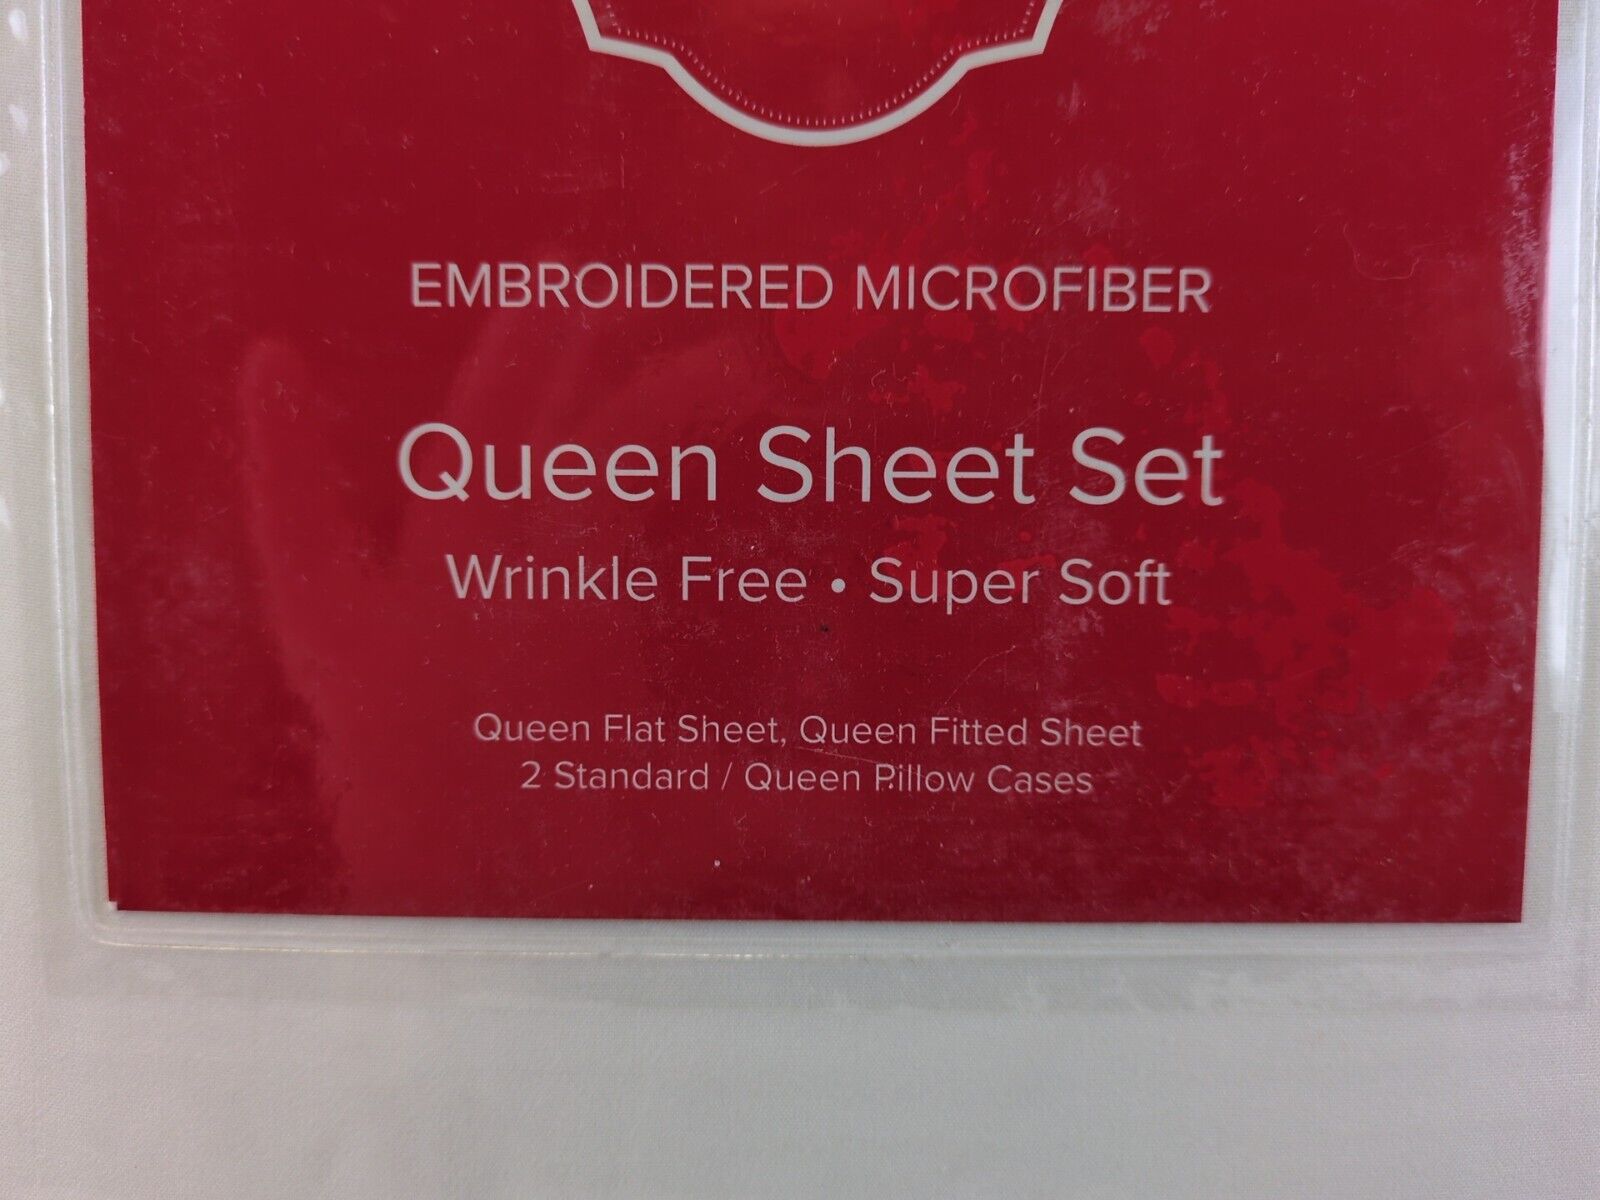 EMBROIDERED MICROFIBER
Queen Sheet Set
Wrinkle Free • Super Soft
Queen Flat Sheet, Queen Fitted Sheet
2 Standard / Queen Pillow Cases